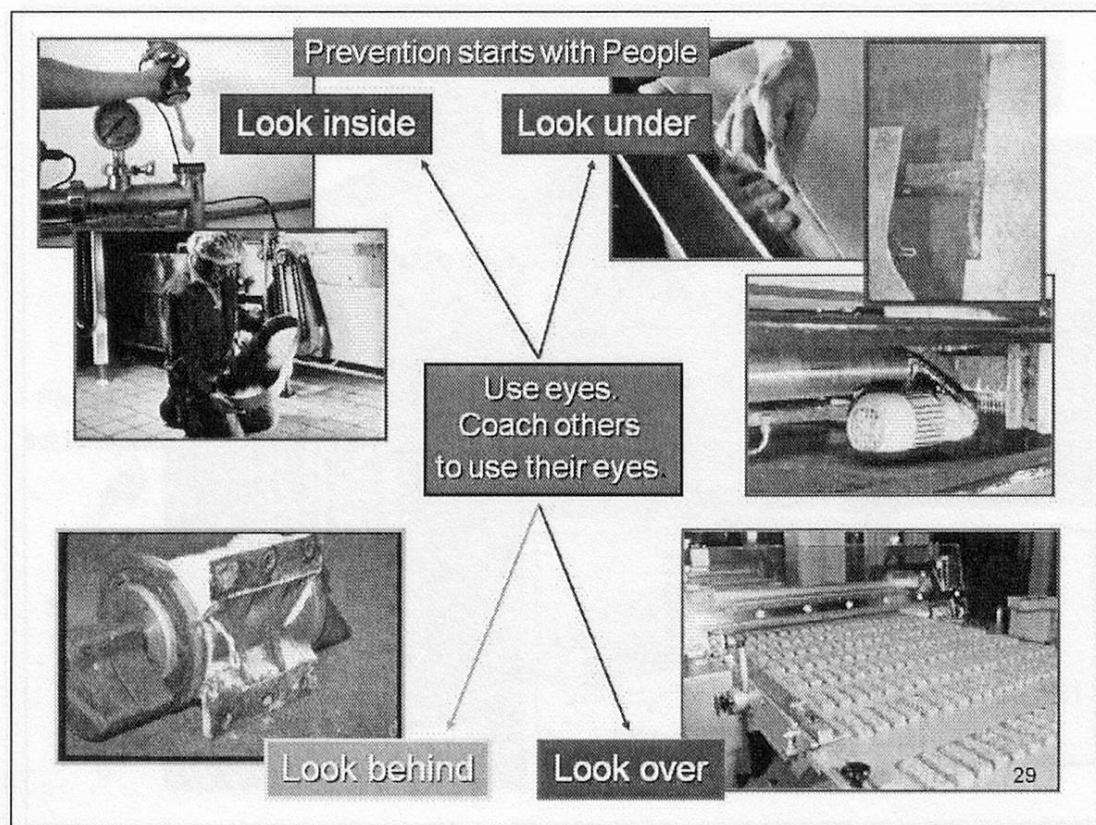 Prevention starts with People
Look inside
Look under
Use eyes.
Coach others
to use their eyes.
Look behind
Look over
29